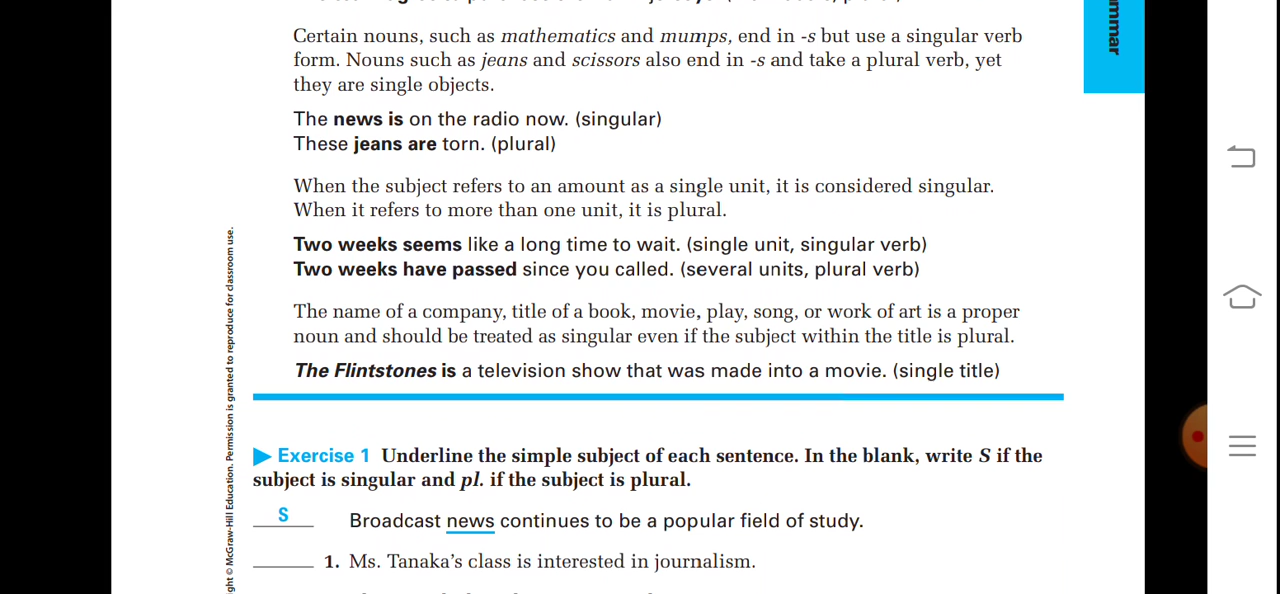 Certain nouns, such as mathematics and mumps, end in -s but use a singular verb
form. Nouns such as jeans and scissors also end in -s and take a plural verb, yet
they are single objects.
The news is on the radio now. (singular)
These jeans are torn. (plural)
When the subject refers to an amount as a single unit, it is considered singular.
When it refers to more than one unit, it is plural.
Two weeks seems like a long time to wait. (single unit, singular verb)
Two weeks have passed since you called. (several units, plural verb)
The name of a company, title of a book, movie, play, song, or work of art is a proper
noun and should be treated as singular even if the subject within the title is plural.
The Flintstones is a television show that was made into a movie. (single title)
▶ Exercise 1 Underline the simple subject of each sentence. In the blank, write S if the
subject is singular and pl. if the subject is plural.
S Broadcast news continues to be a popular field of study.
1. Ms. Tanaka's class is interested in journalism.
ght © McGraw-Hill Education. Permission is granted to reproduce for classroom use.
mmar